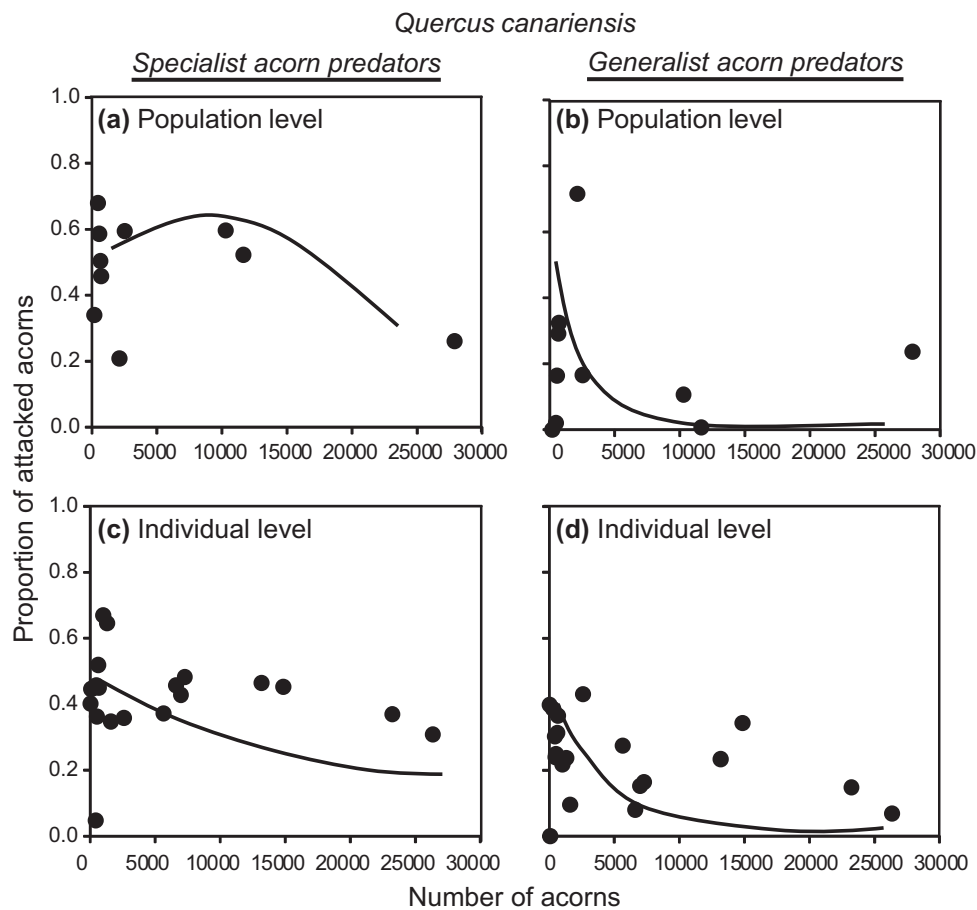 Quercus canariensis
Specialist acorn predators
Generalist acorn predators
Proportion of attacked acorns
1.0
(a) Population level
0.8
0.6
0.4
0.2
0.0
0 5000 10000 15000 20000 25000 30000
(b) Population level
0 5000 10000 15000 20000 25000 30000
1.0
(c) Individual level
0.8
0.6
0.4
0.2
0.0
0 5000 10000 15000 20000 25000 30000
(d) Individual level
0 5000 10000 15000 20000 25000 30000
Number of acorns